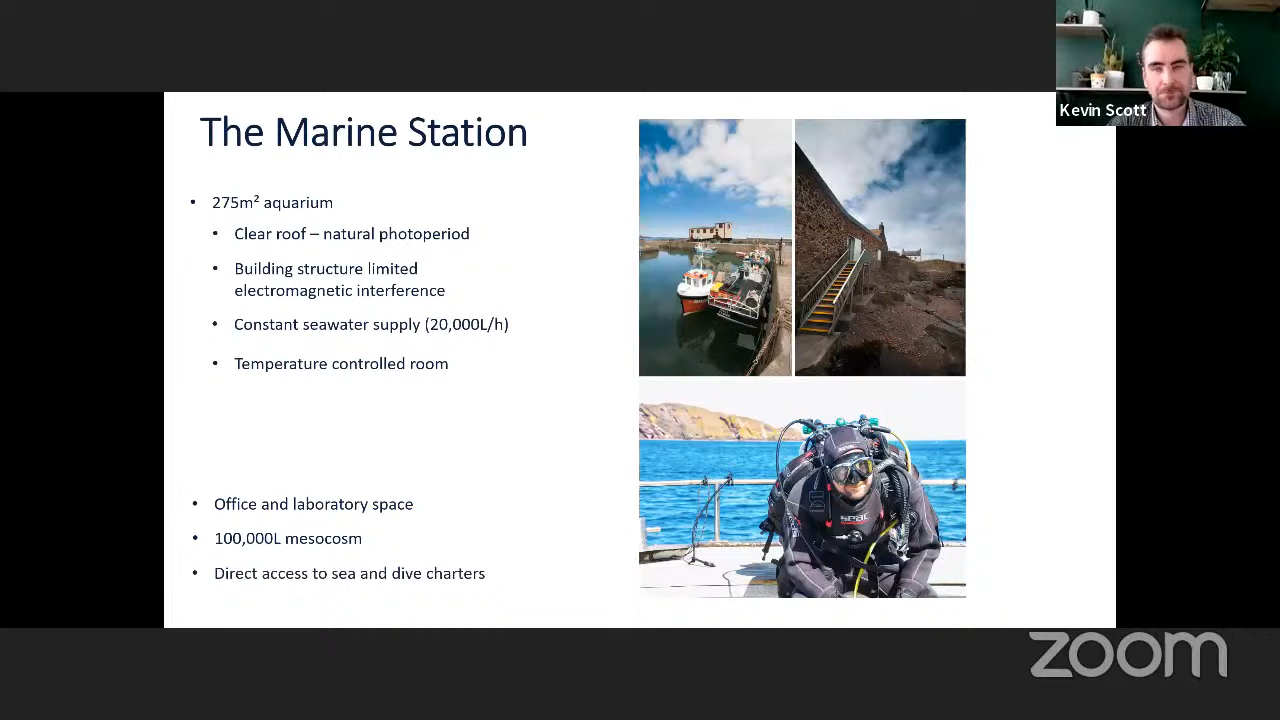 Kevin Scott
The Marine Station
• 275m² aquarium
• Clear roof – natural photoperiod
• Building structure limited
electromagnetic interference
• Constant seawater supply (20,000L/h)
• Temperature controlled room
• Office and laboratory space
• 100,000L mesocosm
• Direct access to sea and dive charters
seac
zoom